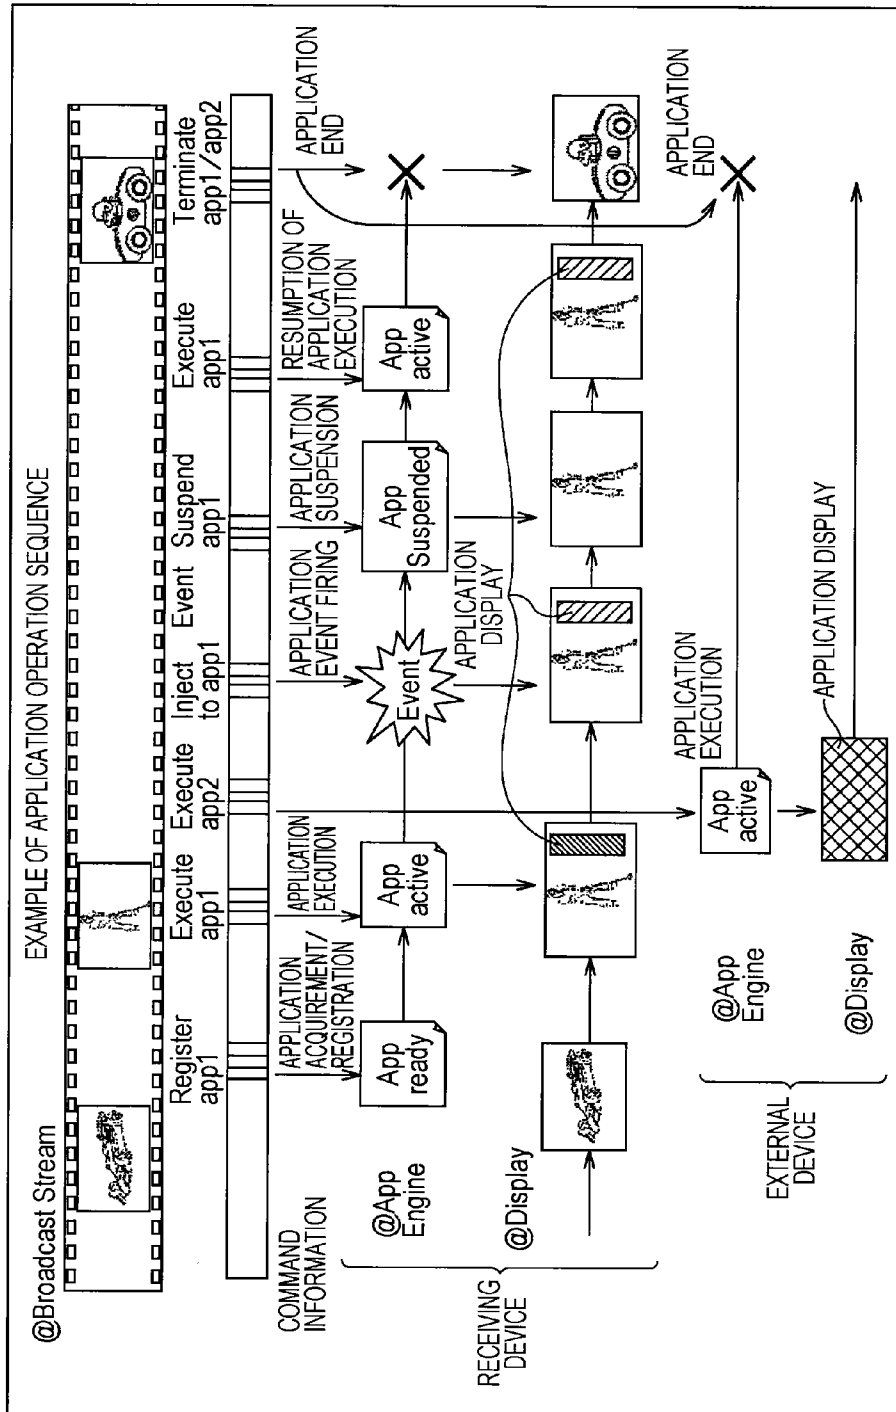 EXAMPLE OF APPLICATION OPERATION SEQUENCE
@Broadcast Stream
Register
app1
Execute
app1
Execute
app2
Inject Event
to app1
Suspend
app1
Execute
app1
Terminate
app1/app2
COMMAND
INFORMATION
APPLICATION
ACQUIREMENT/
REGISTRATION
APPLICATION
EXECUTION
APPLICATION
EVENT FIRING
APPLICATION
SUSPENSION
RESUMPTION OF
APPLICATION
EXECUTION
APPLICATION
END
RECEIVING
DEVICE
@App
Engine
App
ready
App
active
Event
App
Suspended
App
active
APPLICATION
DISPLAY
@Display
APPLICATION
END
EXTERNAL
DEVICE
@App
Engine
App
active
APPLICATION
EXECUTION
@Display
APPLICATION DISPLAY